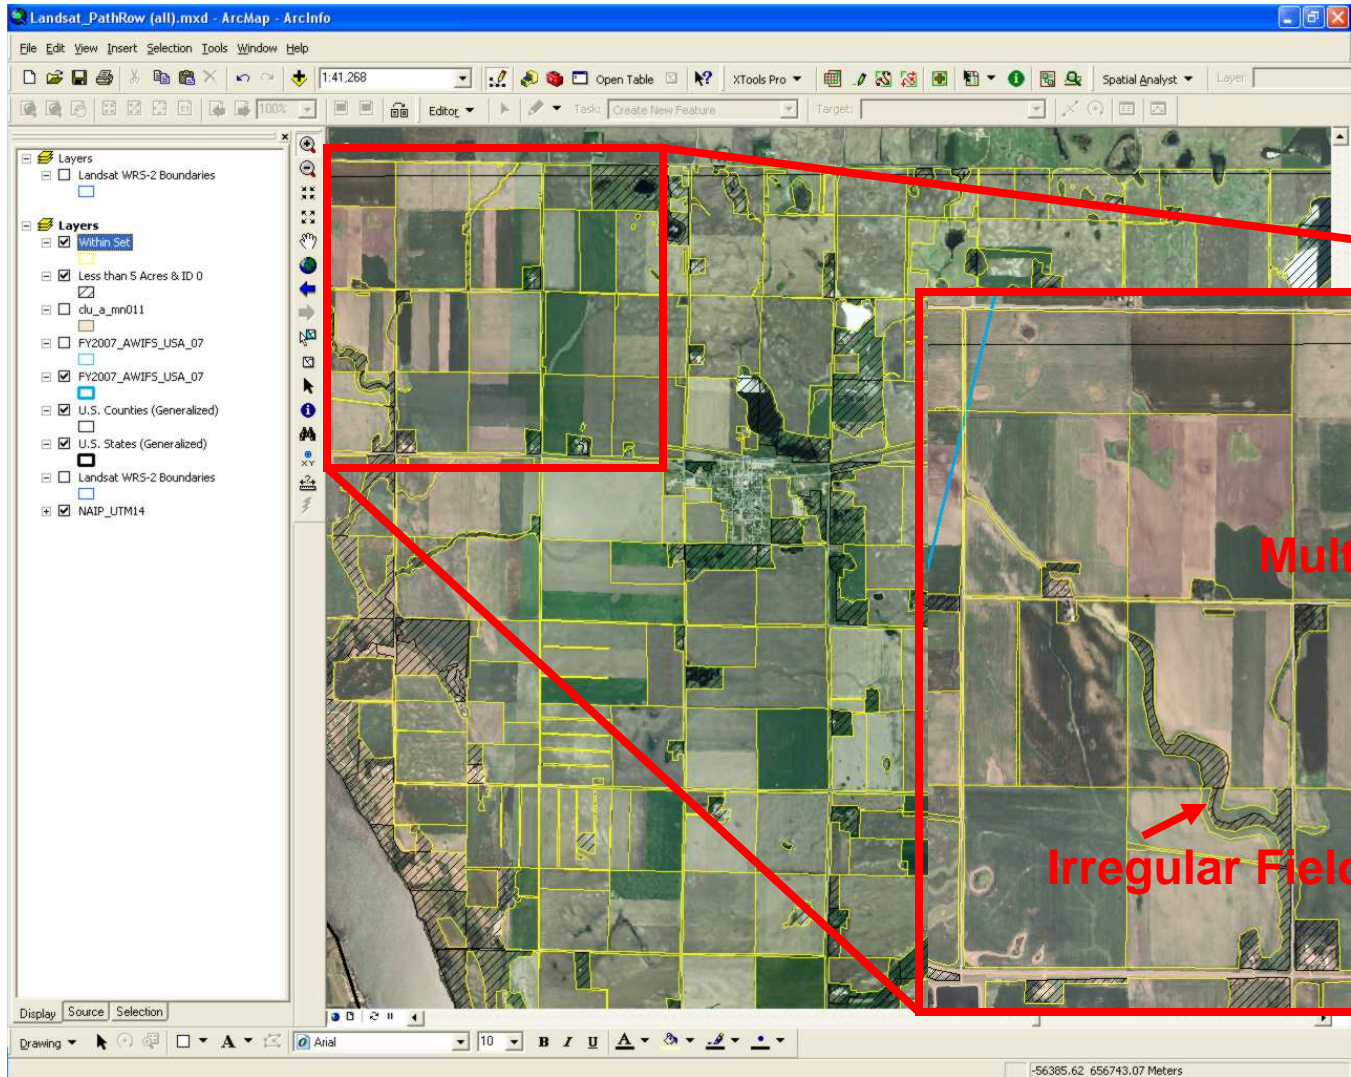 Landsat_PathRow (all).mxd - ArcMap - ArcInfo
File Edit View Insert Selection Tools Window Help
1:41,268 Open Table XTools Pro Spatial Analyst Layer:
100% Editor Task: Create New Feature Target:
Layers
Landsat WRS-2 Boundaries
Layers
Within Set
Less than 5 Acres & ID 0
clu_a_mn011
FY2007_AWIFS_USA_07
FY2007_AWIFS_USA_07
U.S. Counties (Generalized)
U.S. States (Generalized)
Landsat WRS-2 Boundaries
NAIP_UTM14
XY
Mult
Irregular Field
Display Source Selection
Drawing A Arial 10 B I U A
-56385.62 656743.07 Meters